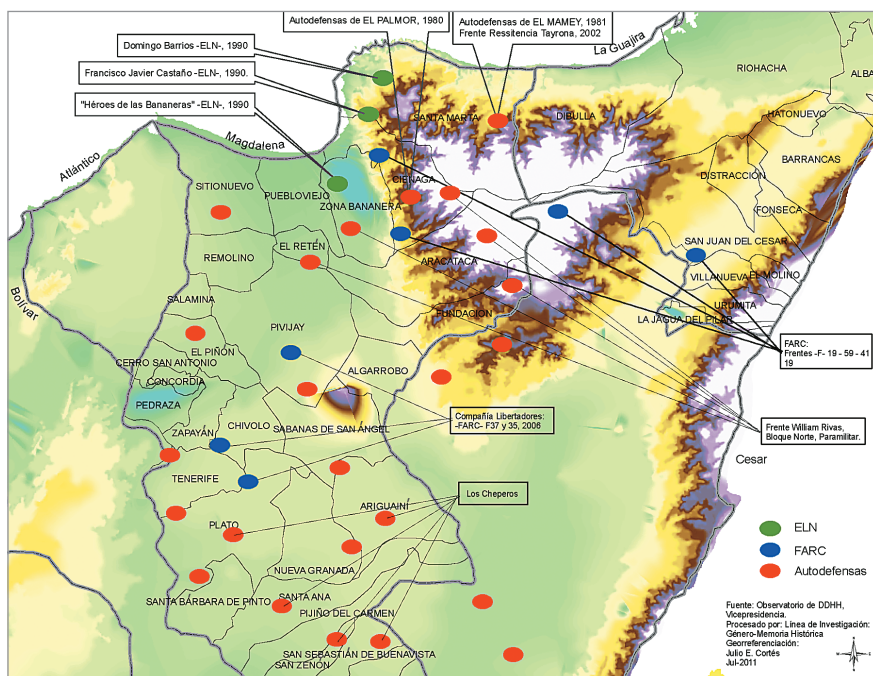 Autodefensas de EL PALMOR, 1980
Autodefensas de EL MAMEY, 1981
Frente Ressitencia Tayrona, 2002
Domingo Barrios -ELN-, 1990
Francisco Javier Castaño -ELN-, 1990.
"Héroes de las Bananeras" -ELN-, 1990
La Guajira
RIOHACHA
ALBA
Magdalena
Atlántico
Bolívar
SANTA MARTA
DIBULLA
HATONUEVO
BARRANCAS
DISTRACCIÓN
FONSECA
SITIONUEVO
PUEBLOVIEJO
CIÉNAGA
ZONA BANANERA
SAN JUAN DEL CESAR
EL RETÉN
REMOLINO
ARACATACA
VILLANUEVA
EL MOLINO
URUMITA
LA JAGUA DEL PILAR
SALAMINA
FUNDACIÓN
PIVIJAY
EL PIÑÓN
CERRO SAN ANTONIO
CONCORDIA
PEDRAZA
ALGARROBO
FARC:
Frentes -F- 19 - 59 - 41
19
ZAPAYÁN
CHIVOLO
SABANAS DE SAN ÁNGEL
Compañía Libertadores:
-FARC- F37 y 35, 2006
Frente William Rivas,
Bloque Norte, Paramilitar.
Cesar
TENERIFE
Los Cheperos
PLATO
ARIGUAINÍ
NUEVA GRANADA
SANTA BÁRBARA DE PINTO
SANTA ANA
PIJIÑO DEL CARMEN
SAN SEBASTIÁN DE BUENAVISTA
SAN ZENÓN
ELN
FARC
Autodefensas
Fuente: Observatorio de DDHH,
Vicepresidencia.
Procesado por: Línea de Investigación:
Género-Memoria Histórica
Georreferenciación:
Julio E. Cortés
Jul-2011